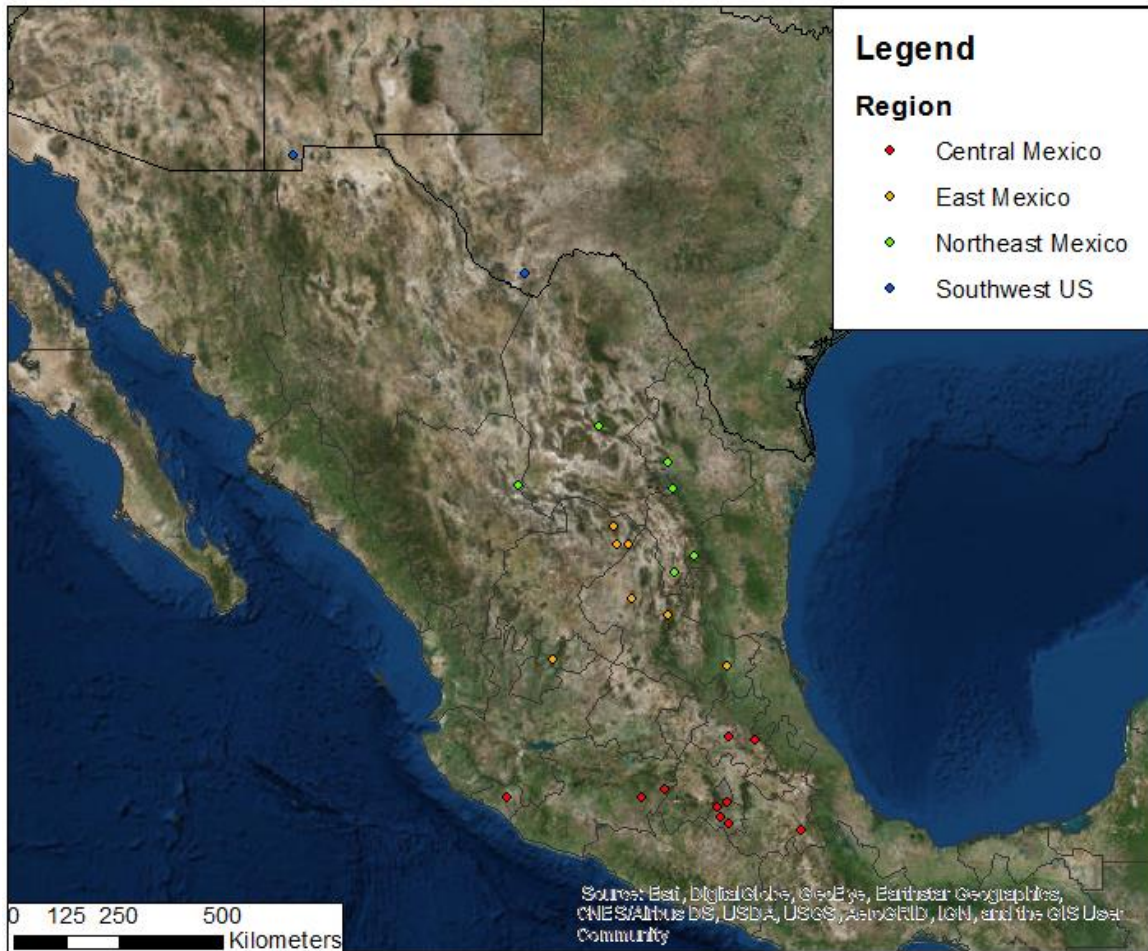 Legend
Region
Central Mexico
East Mexico
Northeast Mexico
Southwest US
0 125 250 500
Kilometers
Source: Esri, DigitalGlobe, GeoEye, Earthstar Geographics,
CNES/Airbus DS, USDA, USGS, AeroGRID, IGN, and the GIS User
Community